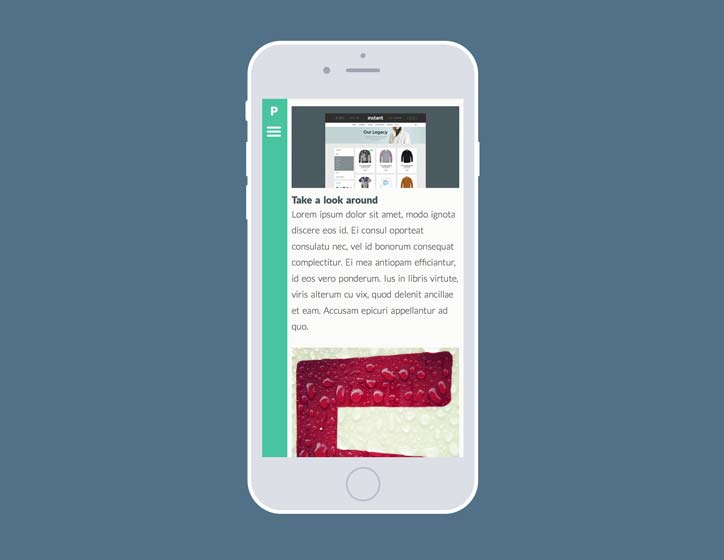 P
instant
Our Legacy
Take a look around
Lorem ipsum dolor sit amet, modo ignota
discere eos id. Ei consul oporteat
consulatu nec, vel id bonorum consequat
complectitur. Ei mea antiopam efficiantur,
id eos vero ponderum. Ius in libris virtute,
viris alterum cu vix, quod delenit ancillae
et eam. Accusam epicuri appellantur ad
quo.